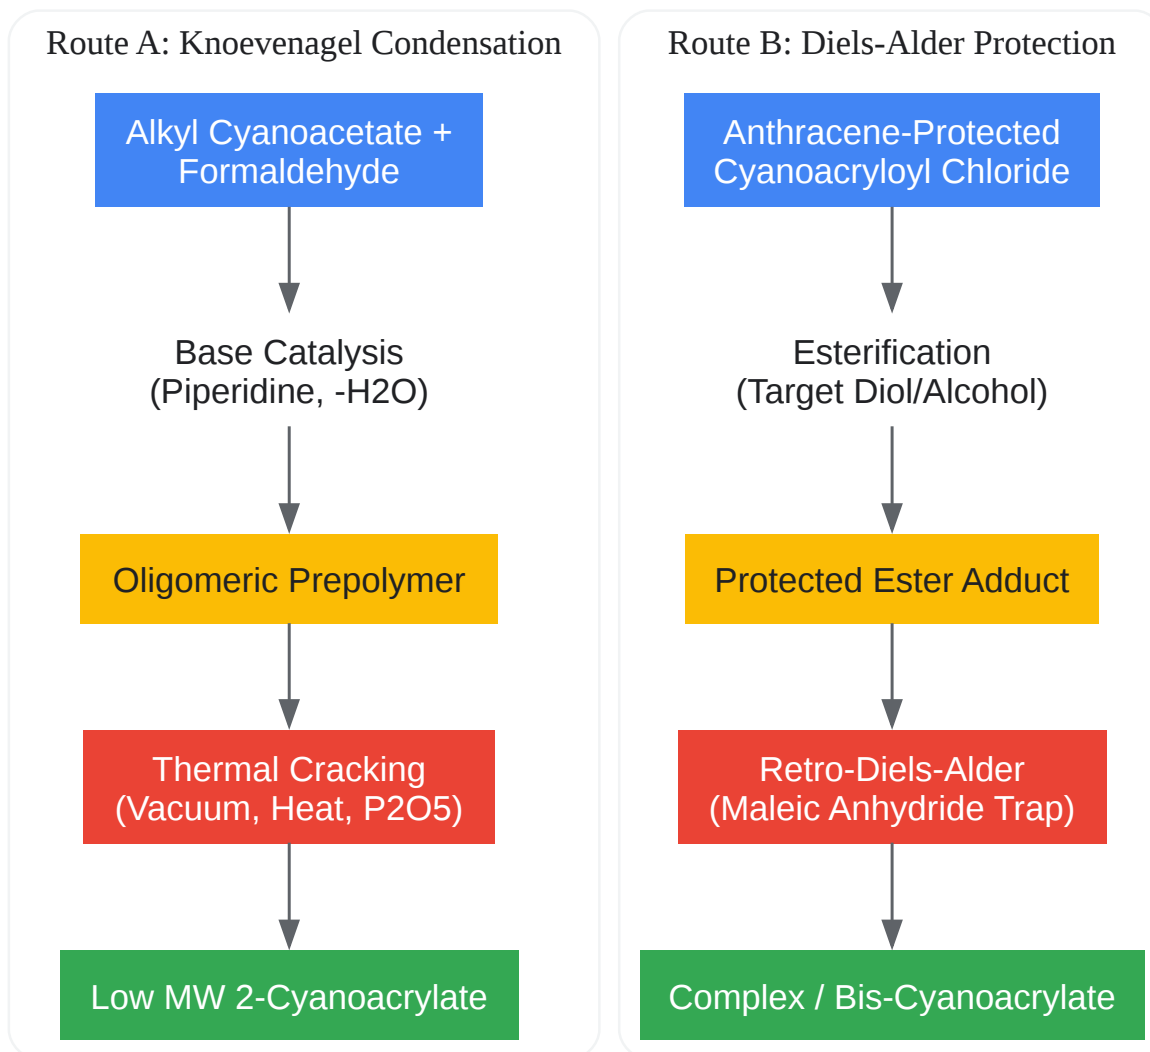 Route A: Knoevenagel Condensation
Alkyl Cyanoacetate +
Formaldehyde
Base Catalysis
(Piperidine, -H2O)
Oligomeric Prepolymer
Thermal Cracking
(Vacuum, Heat, P2O5)
Low MW 2-Cyanoacrylate
Route B: Diels-Alder Protection
Anthracene-Protected
Cyanoacryloyl Chloride
Esterification
(Target Diol/Alcohol)
Protected Ester Adduct
Retro-Diels-Alder
(Maleic Anhydride Trap)
Complex / Bis-Cyanoacrylate